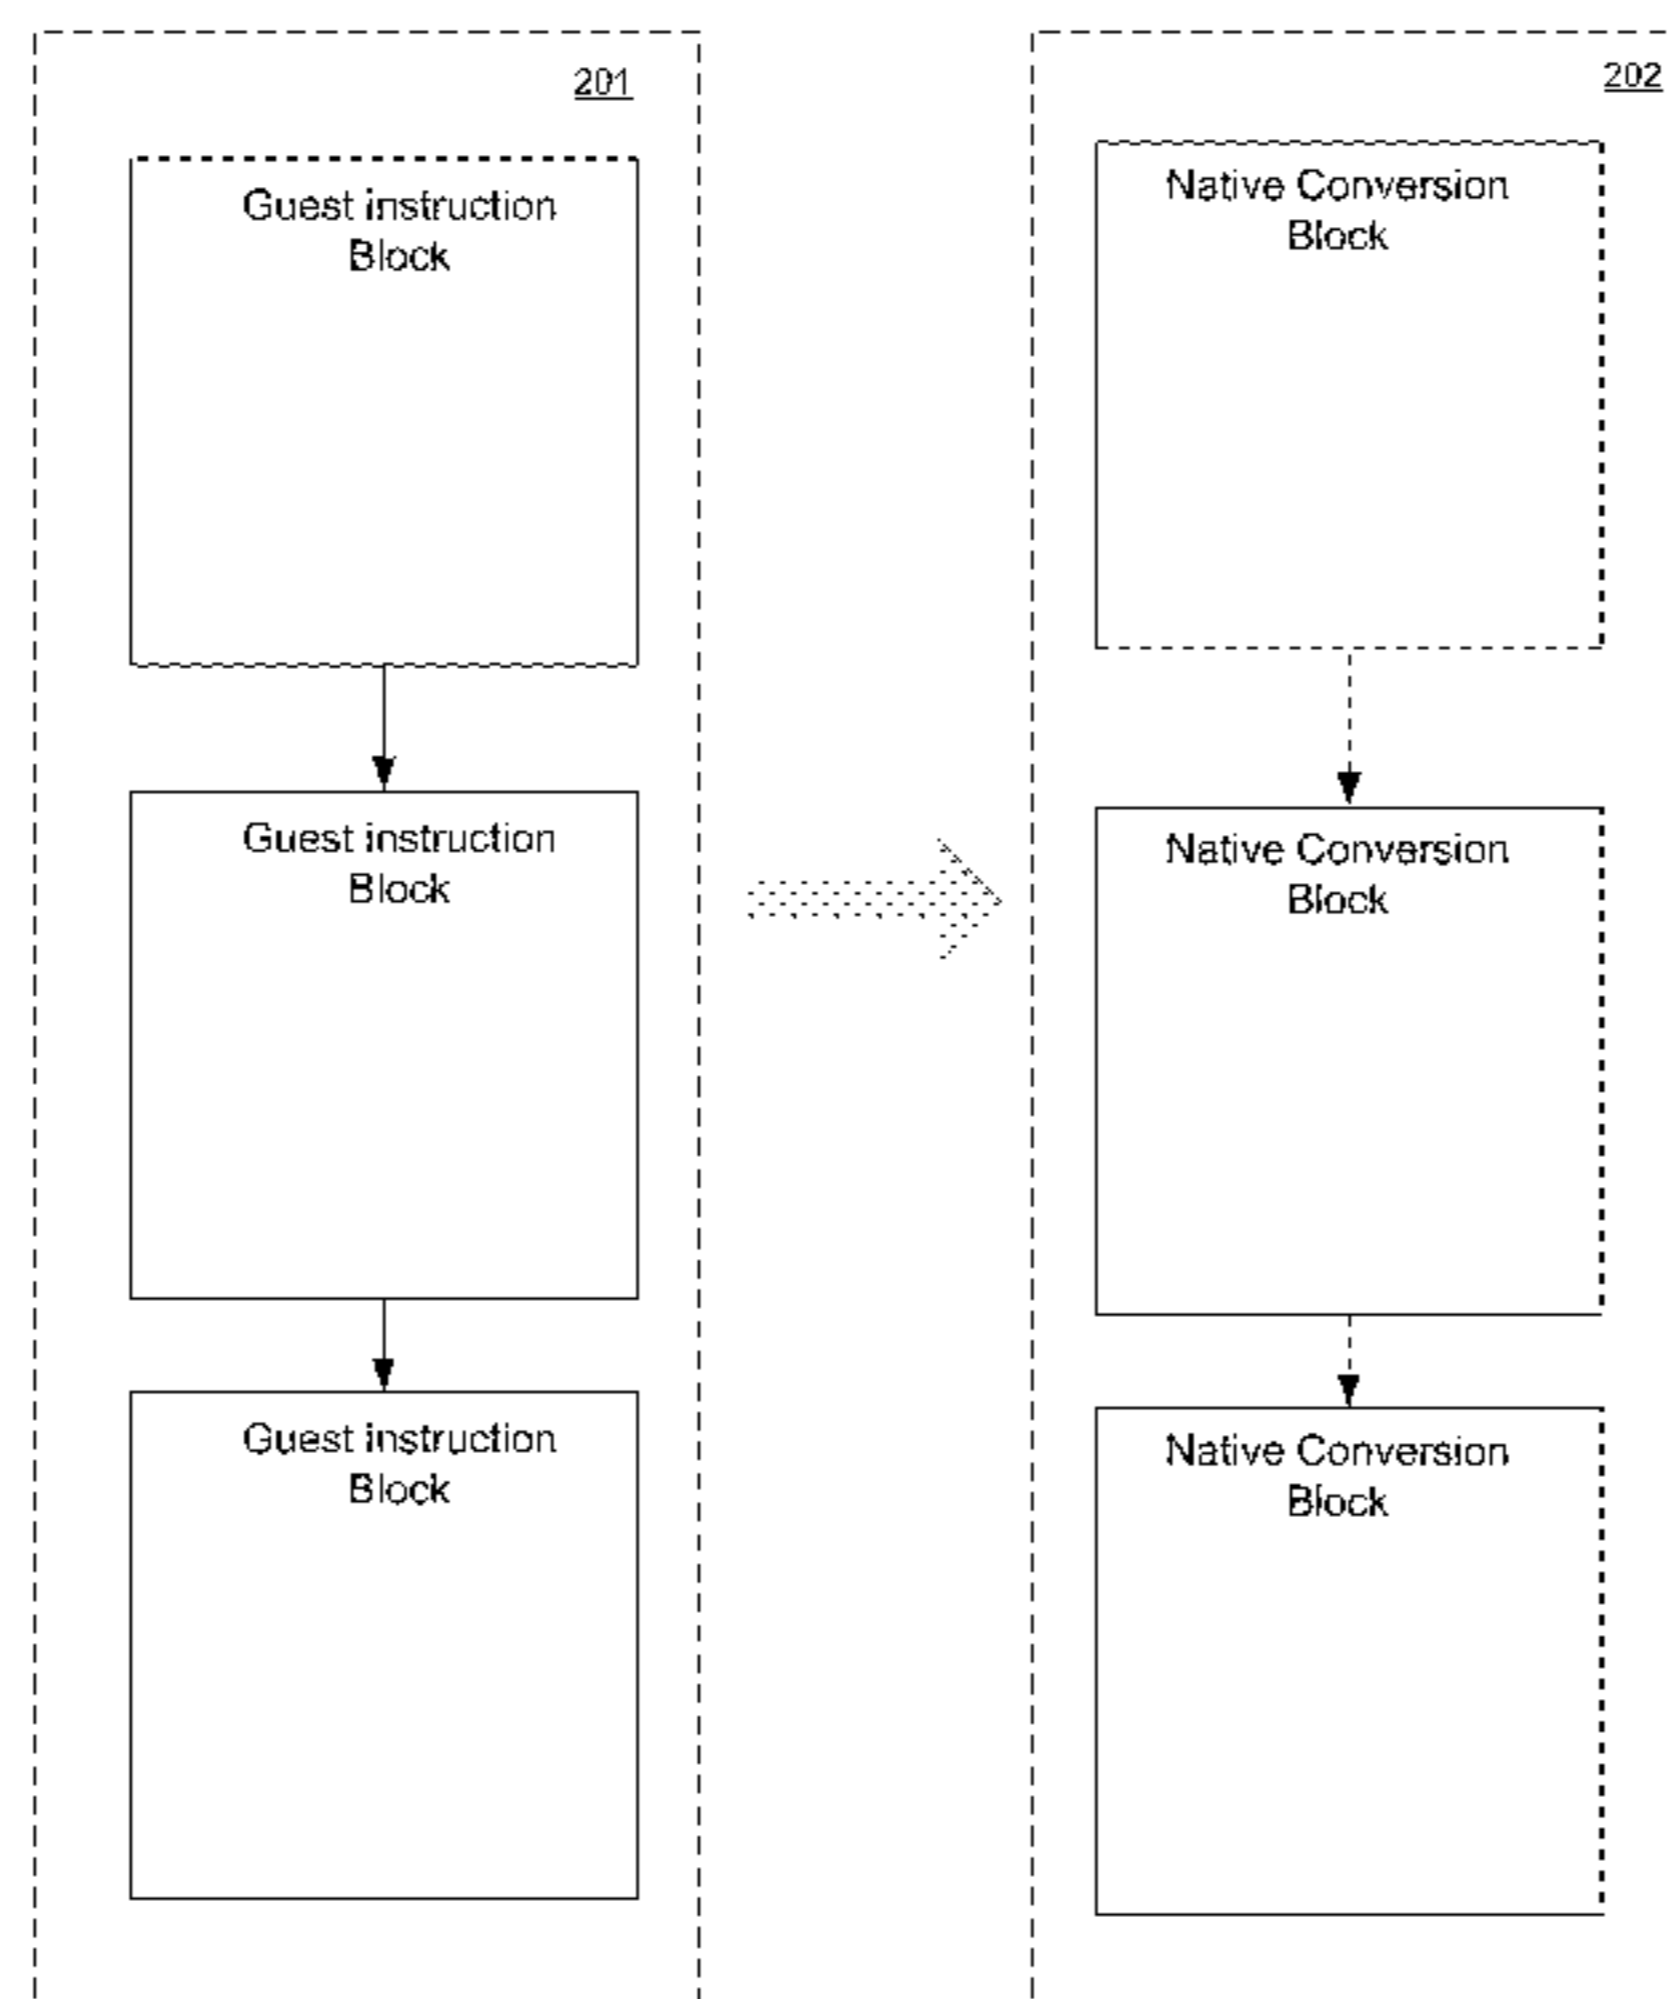 201
Guest instruction
Block
Guest instruction
Block
Guest instruction
Block
202
Native Conversion
Block
Native Conversion
Block
Native Conversion
Block